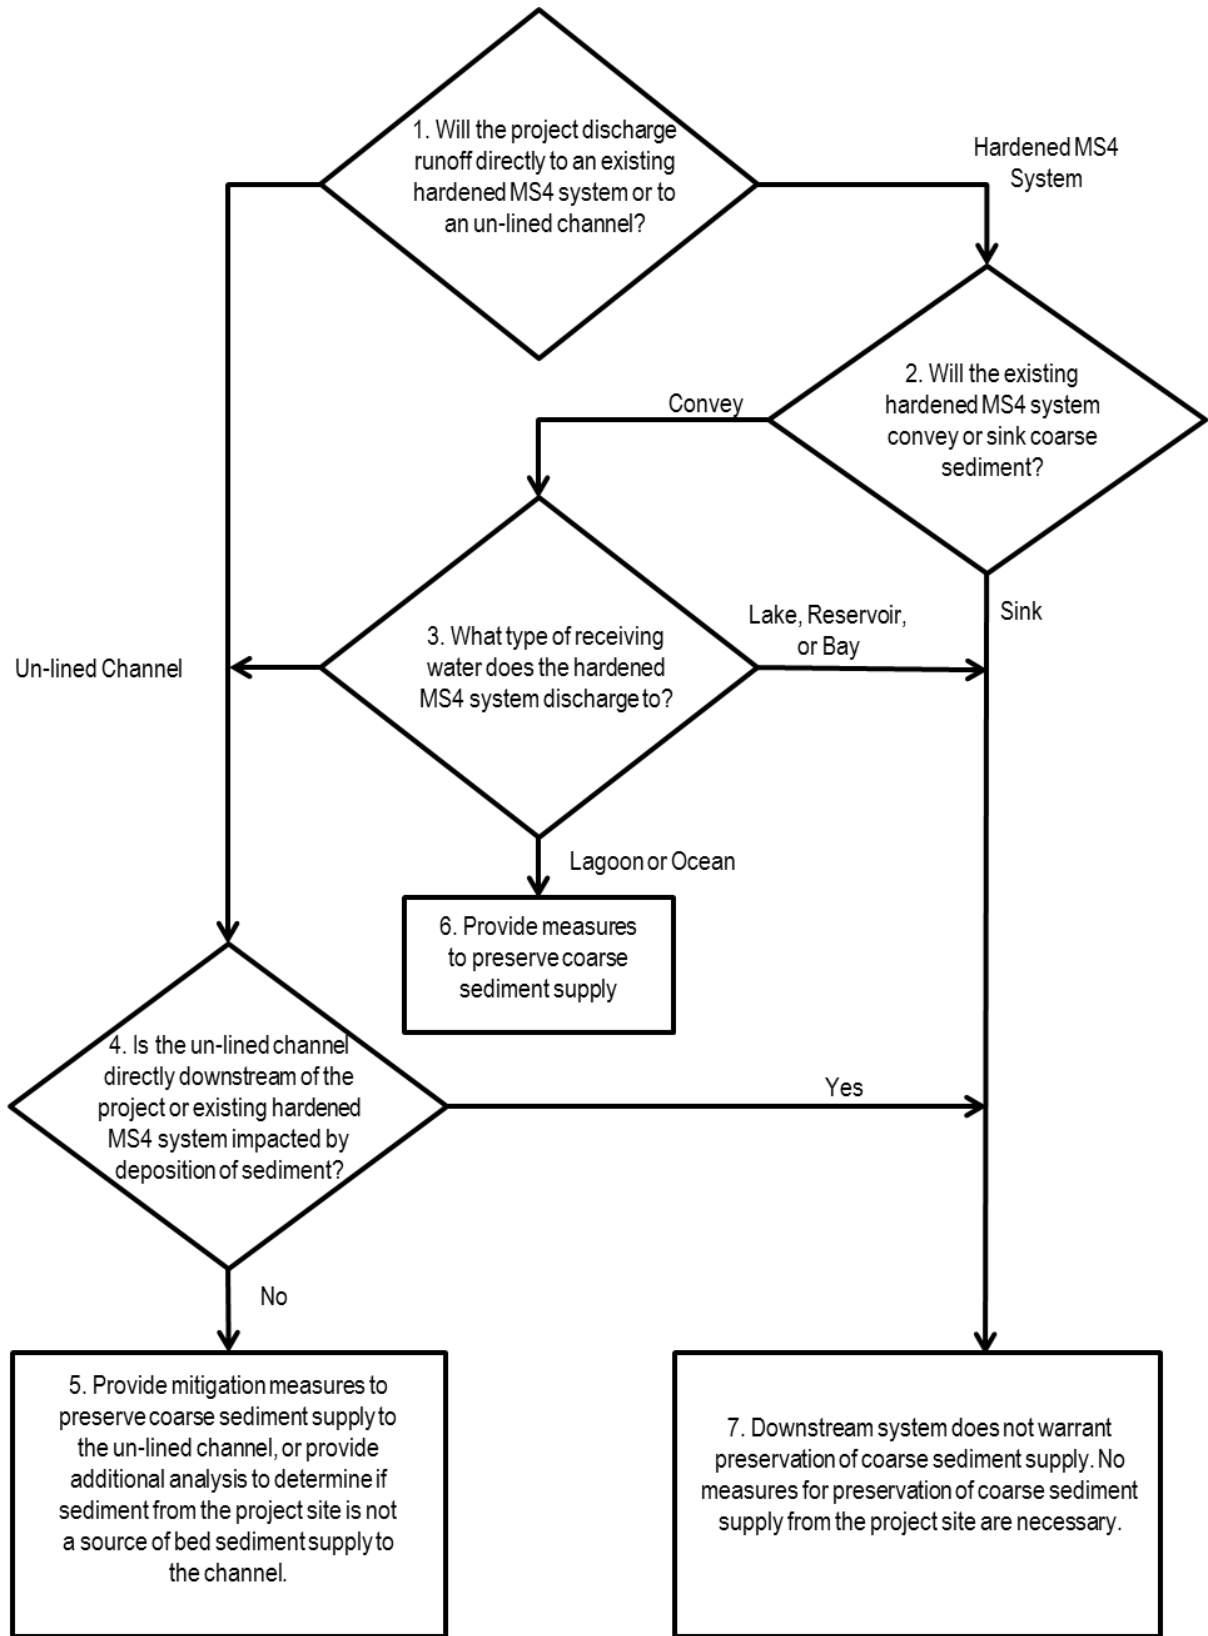 1. Will the project discharge
runoff directly to an existing
hardened MS4 system or to
an un-lined channel?
Hardened MS4
System
2. Will the existing
hardened MS4 system
convey or sink coarse
sediment?
Convey
Sink
3. What type of receiving
water does the hardened
MS4 system discharge to?
Lake, Reservoir,
or Bay
Un-lined Channel
Lagoon or Ocean
6. Provide measures
to preserve coarse
sediment supply
4. Is the un-lined channel
directly downstream of the
project or existing hardened
MS4 system impacted by
deposition of sediment?
Yes
No
5. Provide mitigation measures to
preserve coarse sediment supply to
the un-lined channel, or provide
additional analysis to determine if
sediment from the project site is not
a source of bed sediment supply to
the channel.
7. Downstream system does not warrant
preservation of coarse sediment supply. No
measures for preservation of coarse sediment
supply from the project site are necessary.